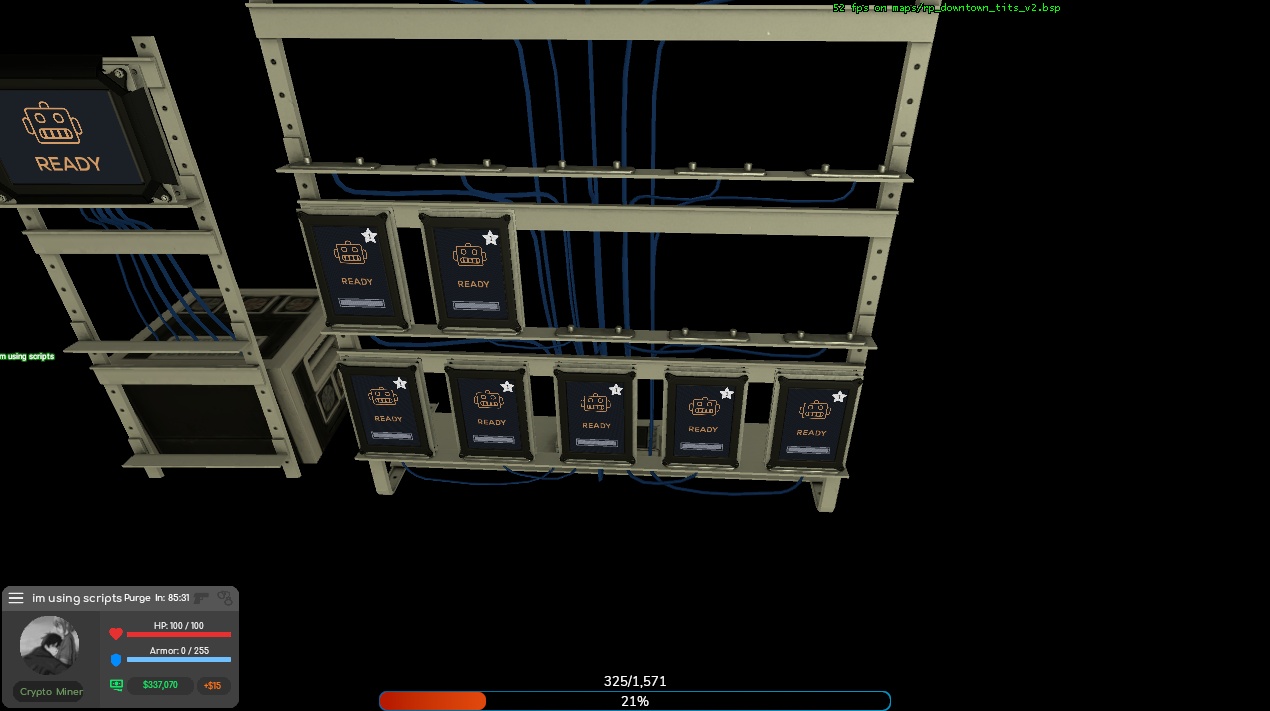 52 fps on maps/rp_downtown_tits_v2.bsp
READY
READY
READY
im using scripts
READY
READY
READY
READY
READY
im using scripts Purge In: 85:31
HP: 100 / 100
Armor: 0 / 255
Crypto Miner
$337,070
+$15
325/1,571
21%